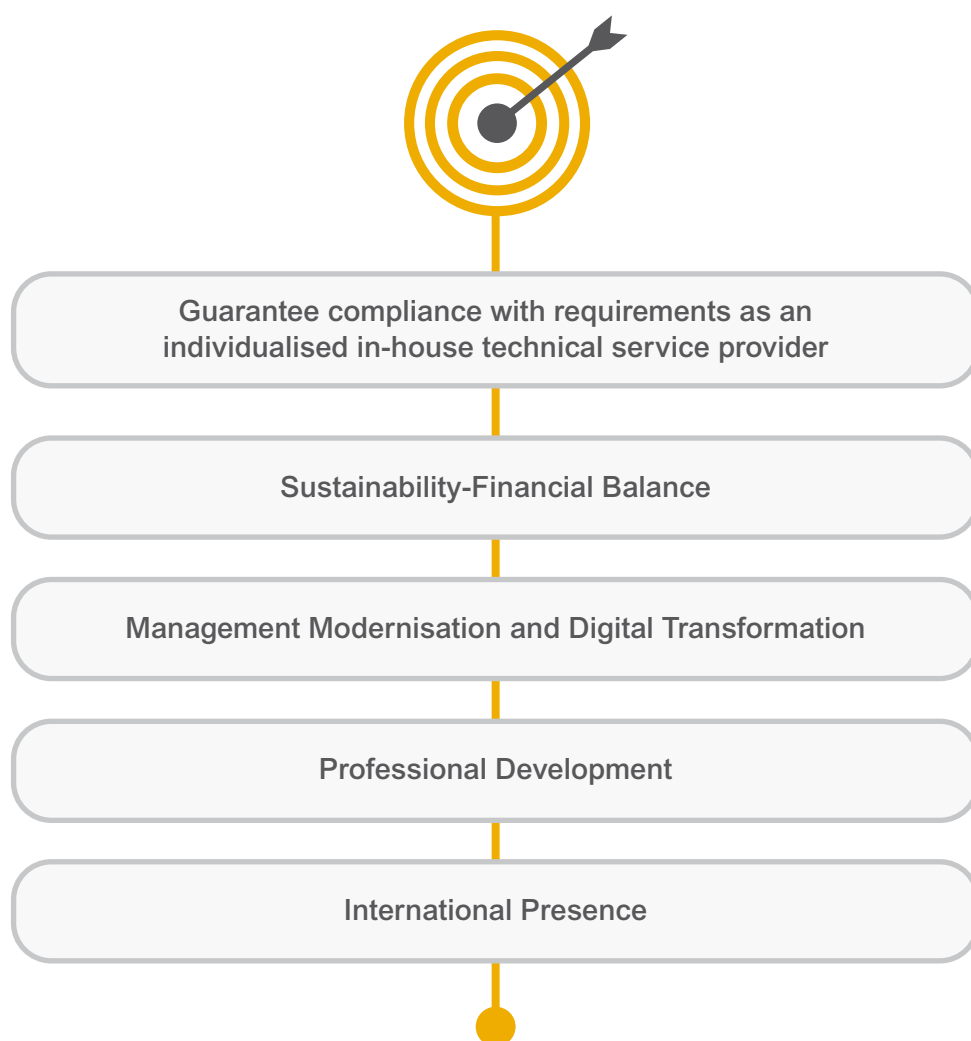 Guarantee compliance with requirements as an
individualised in-house technical service provider
Sustainability-Financial Balance
Management Modernisation and Digital Transformation
Professional Development
International Presence